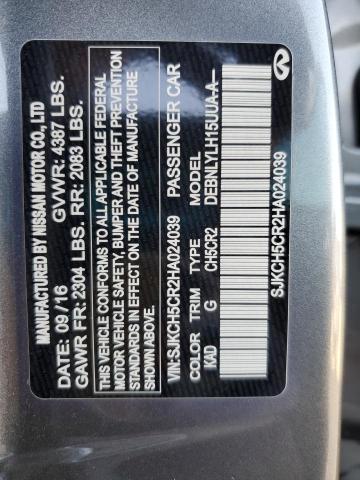 MANUFACTURED BY NISSAN MOTOR CO., LTD
DATE: 09 / 16 GVWR: 4387 LBS.
GAWR FR: 2304 LBS. RR: 2083 LBS.
THIS VEHICLE CONFORMS TO ALL APPLICABLE FEDERAL
MOTOR VEHICLE SAFETY, BUMPER AND THEFT PREVENTION
STANDARDS IN EFFECT ON THE DATE OF MANUFACTURE
SHOWN ABOVE.
VIN:SJKCH5CR2HA024039 PASSENGER CAR
COLOR TRIM MODEL
KAD G CH5CR2 DEBNLYLH15UUA-A--
SJKCH5CR2HA024039